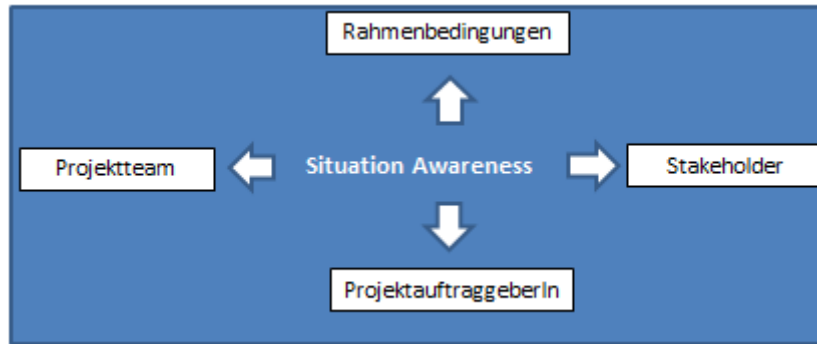 Rahmenbedingungen
Projektteam
Situation Awareness
Stakeholder
ProjektauftraggeberIn